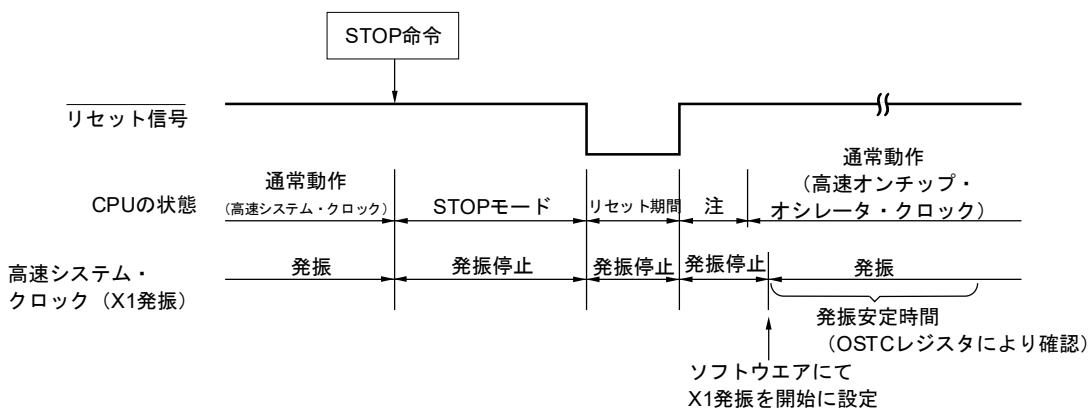 STOP命令
リセット信号
CPUの状態
通常動作
(高速システム・クロック)
STOPモード
リセット期間
注
通常動作
(高速オンチップ・
オシレータ・クロック)
高速システム・
クロック(X1発振)
発振
発振停止
発振停止
発振停止
発振
発振安定時間
(OSTCレジスタにより確認)
ソフトウエアにて
X1発振を開始に設定